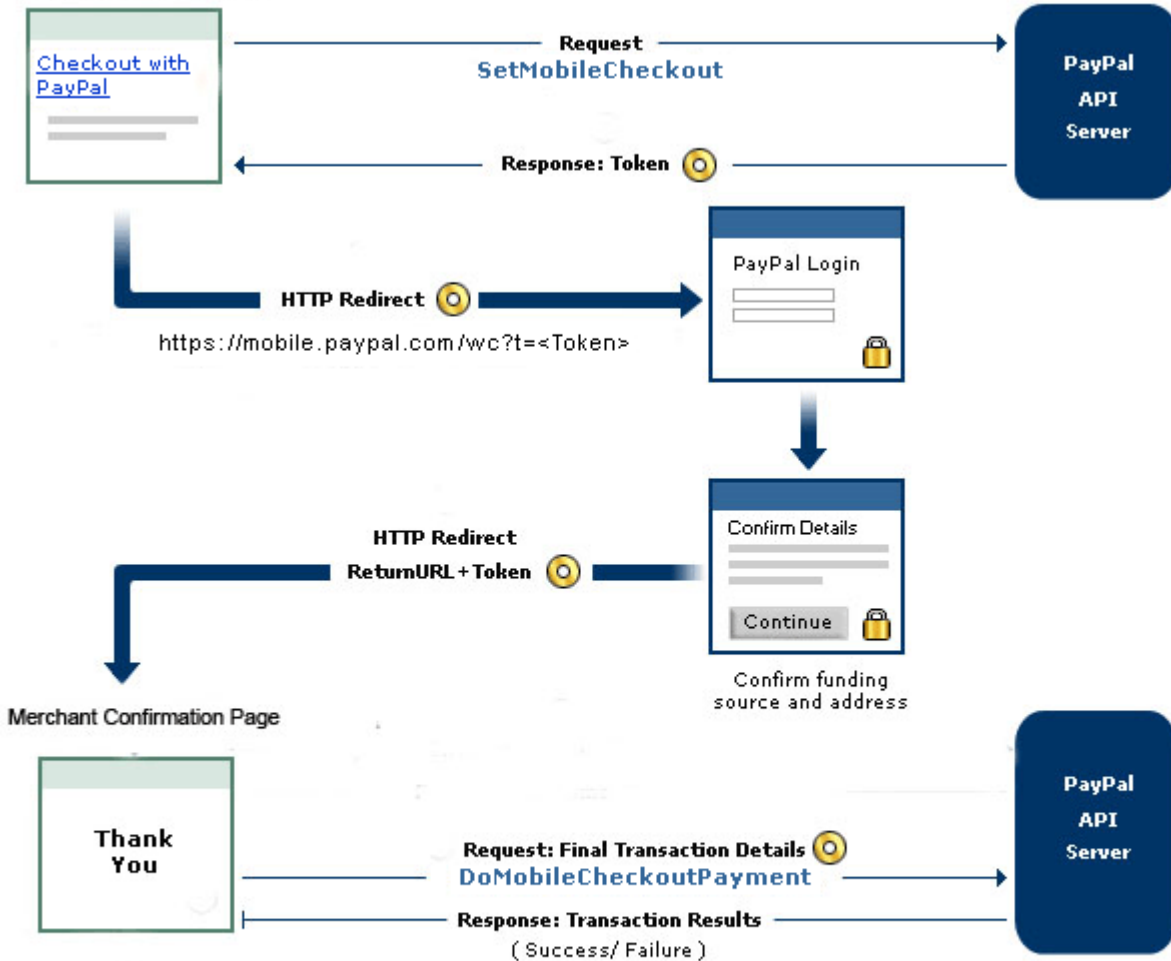 Request
SetMobileCheckout
Checkout with
PayPal
PayPal
API
Server
Response: Token
PayPal Login
HTTP Redirect
https://mobile.paypal.com/wc?t=<Token>
Confirm Details
HTTP Redirect
ReturnURL+Token
Continue
Confirm funding
source and address
Merchant Confirmation Page
PayPal
API
Server
Thank
You
Request: Final Transaction Details
DoMobileCheckoutPayment
Response: Transaction Results
( Success/ Failure )